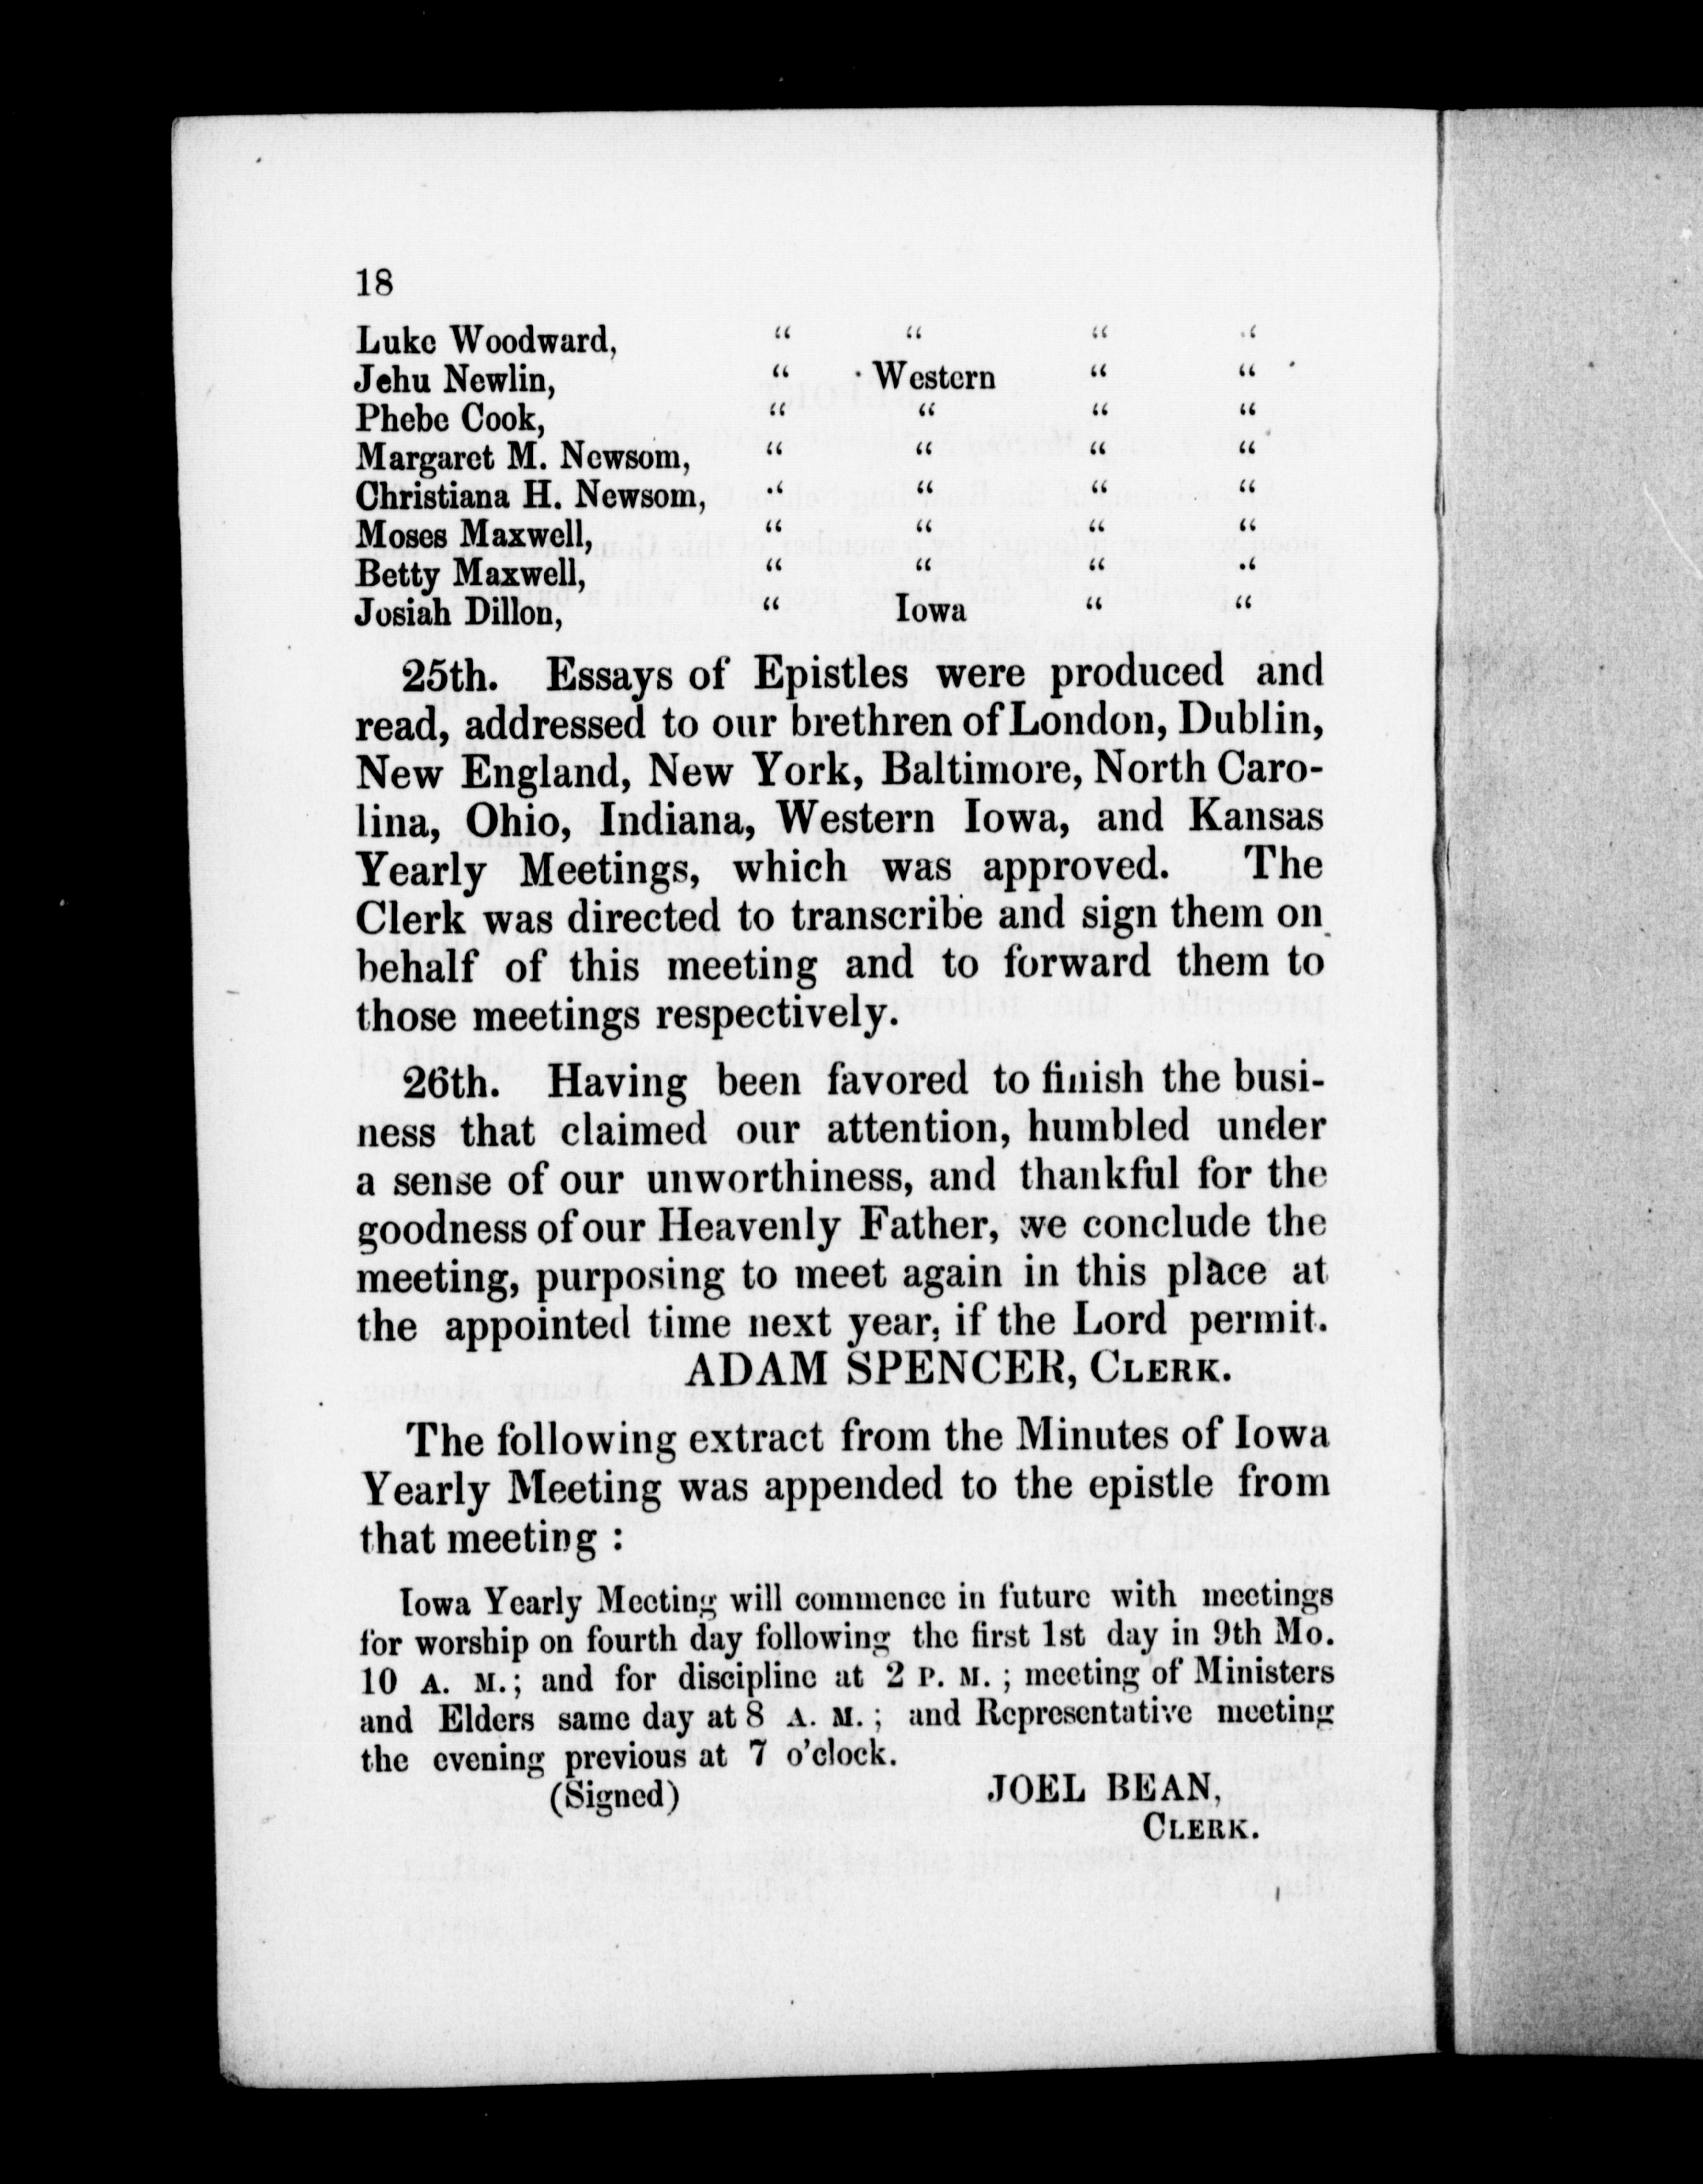 18
Luke Woodward, “ “ “ “
Jehu Newlin, “ Western “ “
Phebe Cook, “ “ “ “
Margaret M. Newsom, “ “ “ “
Christiana H. Newsom, “ “ “ “
Moses Maxwell, “ “ “ “
Betty Maxwell, “ “ “ “
Josiah Dillon, “ Iowa “ “
25th. Essays of Epistles were produced and
read, addressed to our brethren of London, Dublin,
New England, New York, Baltimore, North Caro-
lina, Ohio, Indiana, Western Iowa, and Kansas
Yearly Meetings, which was approved. The
Clerk was directed to transcribe and sign them on
behalf of this meeting and to forward them to
those meetings respectively.
26th. Having been favored to finish the busi-
ness that claimed our attention, humbled under
a sense of our unworthiness, and thankful for the
goodness of our Heavenly Father, we conclude the
meeting, purposing to meet again in this place at
the appointed time next year, if the Lord permit.
ADAM SPENCER, CLERK.
The following extract from the Minutes of Iowa
Yearly Meeting was appended to the epistle from
that meeting :
Iowa Yearly Meeting will commence in future with meetings
for worship on fourth day following the first 1st day in 9th Mo.
10 A. M.; and for discipline at 2 P. M. ; meeting of Ministers
and Elders same day at 8 A. M. ; and Representative meeting
the evening previous at 7 o'clock.
(Signed) JOEL BEAN,
CLERK.